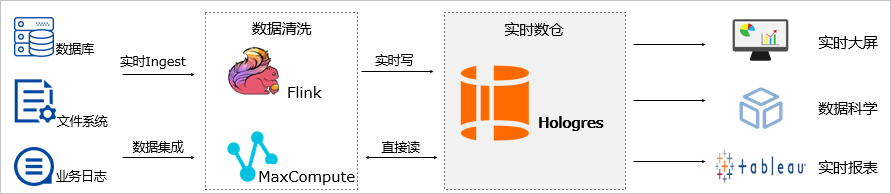 数据库
文件系统
业务日志
实时Ingest
数据集成
数据清洗
Flink
MaxCompute
实时写
直接读
实时数仓
Hologres
实时大屏
数据科学
tableau
实时报表